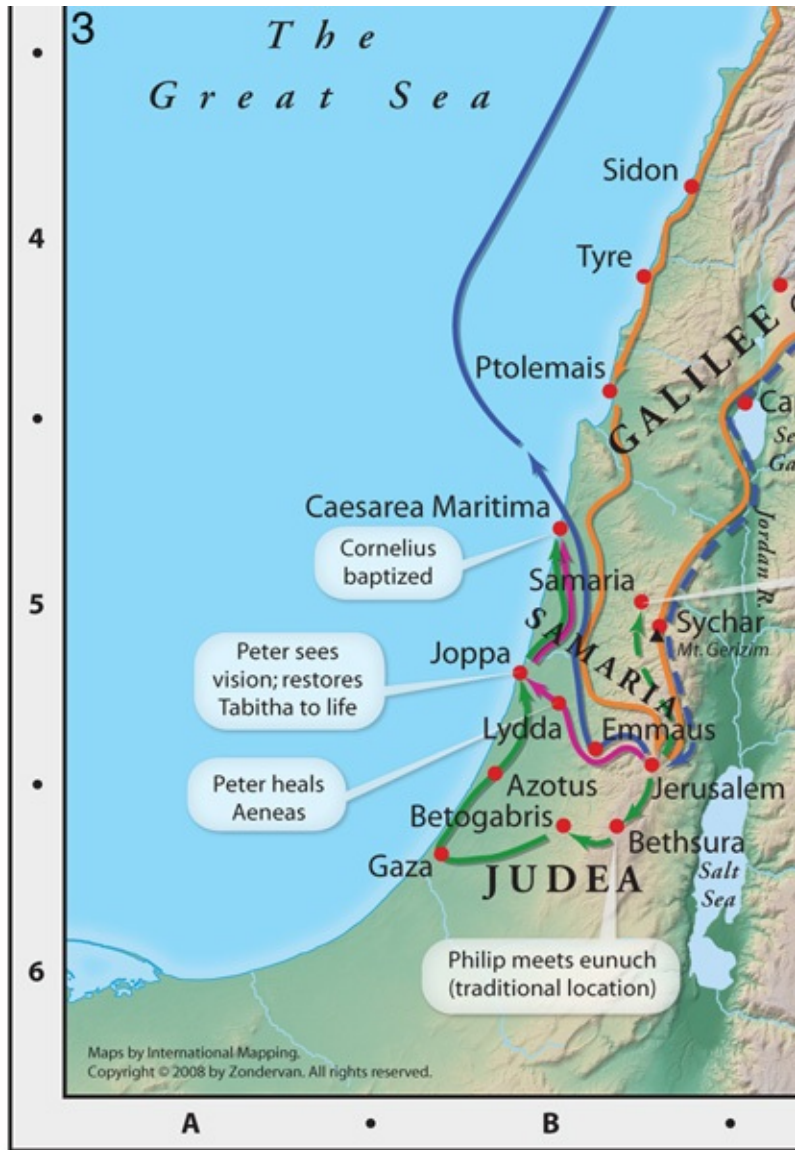 3
The
Great Sea
Sidon
4
Tyre
GALILEE
Ptolemais
Ca
Se
Ga
Jordan R.
Caesarea Maritima
Cornelius
baptized
Samaria
5
SAMARIA
Sychar
Mt. Gerizim
Peter sees
vision; restores
Tabitha to life
Joppa
Lydda
Emmaus
Peter heals
Aeneas
Azotus
Jerusalem
Betogabris
Bethsura
Gaza
JUDEA
Salt
Sea
Philip meets eunuch
(traditional location)
6
Maps by International Mapping.
Copyright © 2008 by Zondervan. All rights reserved.
A
B